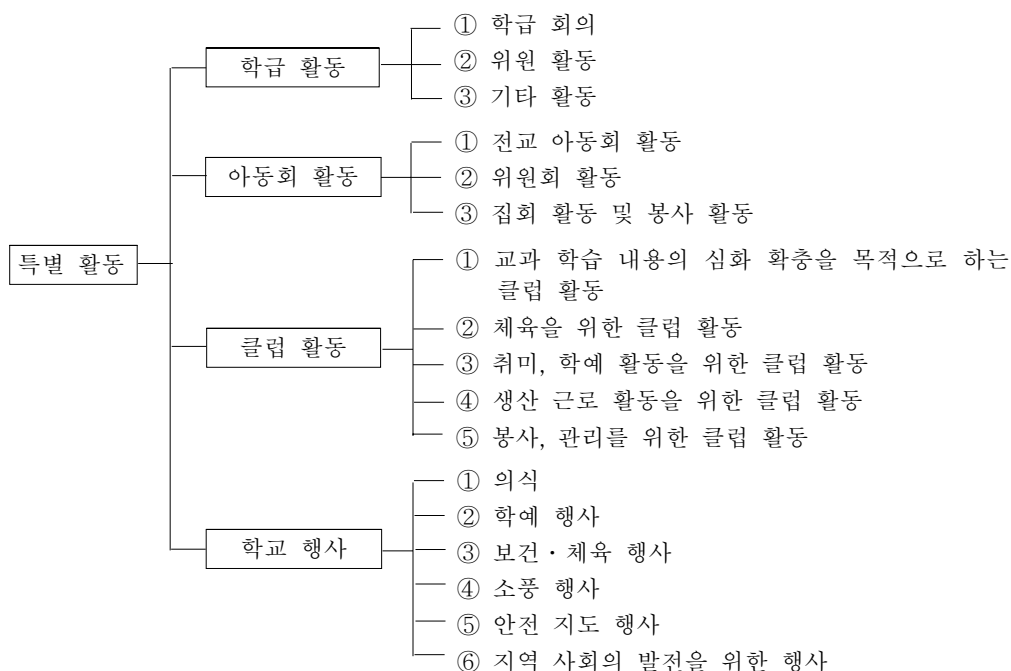 특별 활동
학급 활동
① 학급 회의
② 위원 활동
③ 기타 활동
아동회 활동
① 전교 아동회 활동
② 위원회 활동
③ 집회 활동 및 봉사 활동
클럽 활동
① 교과 학습 내용의 심화 확충을 목적으로 하는
클럽 활동
② 체육을 위한 클럽 활동
③ 취미, 학예 활동을 위한 클럽 활동
④ 생산 근로 활동을 위한 클럽 활동
⑤ 봉사, 관리를 위한 클럽 활동
학교 행사
① 의식
② 학예 행사
③ 보건・체육 행사
④ 소풍 행사
⑤ 안전 지도 행사
⑥ 지역 사회의 발전을 위한 행사